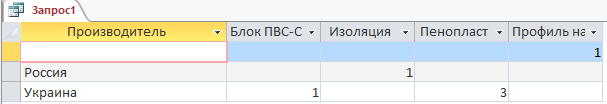 Запрос1
Производитель Блок ПВС-С Изоляция Пенопласт Профиль на
1
Россия 1
Украина 1 3